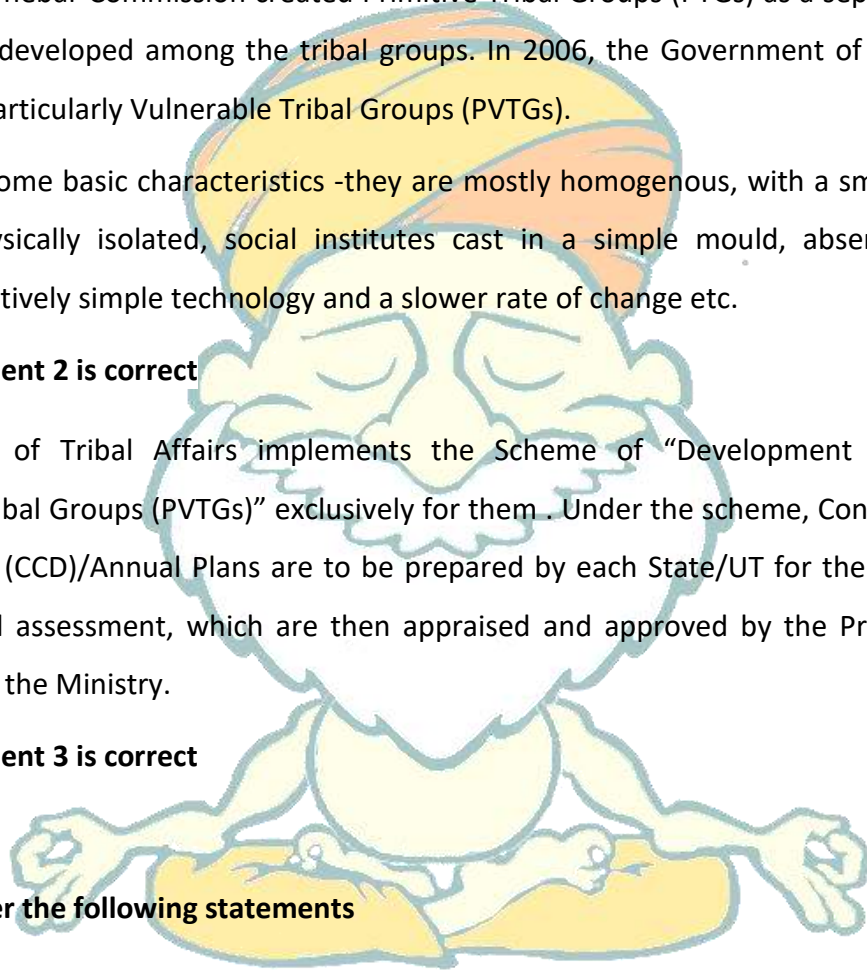 nebar Commission created Primitive Tribal Groups (PTGs) as a sep
developed among the tribal groups. In 2006, the Government of
articularly Vulnerable Tribal Groups (PVTGs).
ome basic characteristics -they are mostly homogenous, with a sm
ysically isolated, social institutes cast in a simple mould, absen
tively simple technology and a slower rate of change etc.
ent 2 is correct
of Tribal Affairs implements the Scheme of “Development
bal Groups (PVTGs)” exclusively for them . Under the scheme, Con
(CCD)/Annual Plans are to be prepared by each State/UT for the
l assessment, which are then appraised and approved by the Pr
the Ministry.
ent 3 is correct
er the following statements